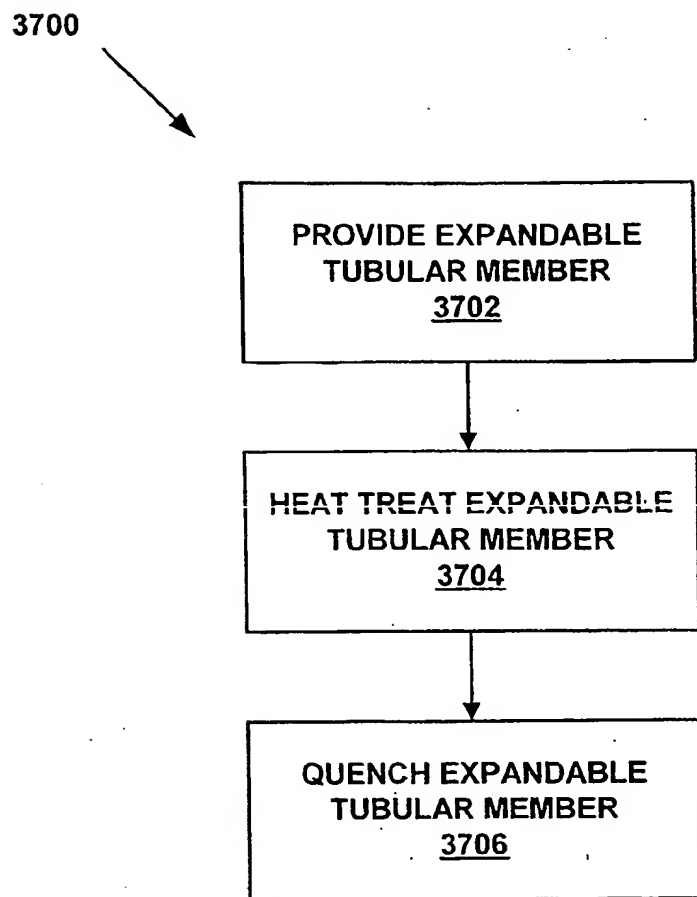 3700
PROVIDE EXPANDABLE
TUBULAR MEMBER
3702
HEAT TREAT EXPANDABLE
TUBULAR MEMBER
3704
QUENCH EXPANDABLE
TUBULAR MEMBER
3706